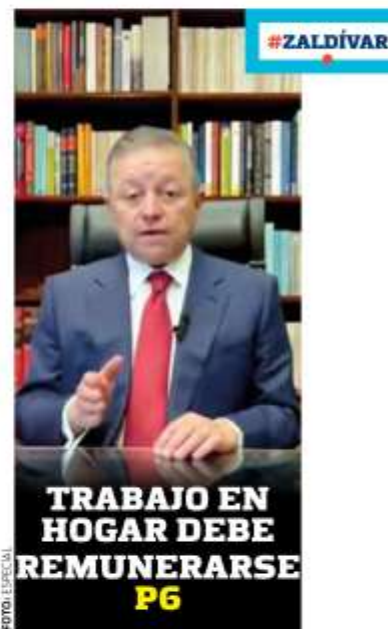 #ZALDÍVAR
TRABAJO EN
HOGAR DEBE
REMUNERARSE
P6
FOTO: ESPECIAL